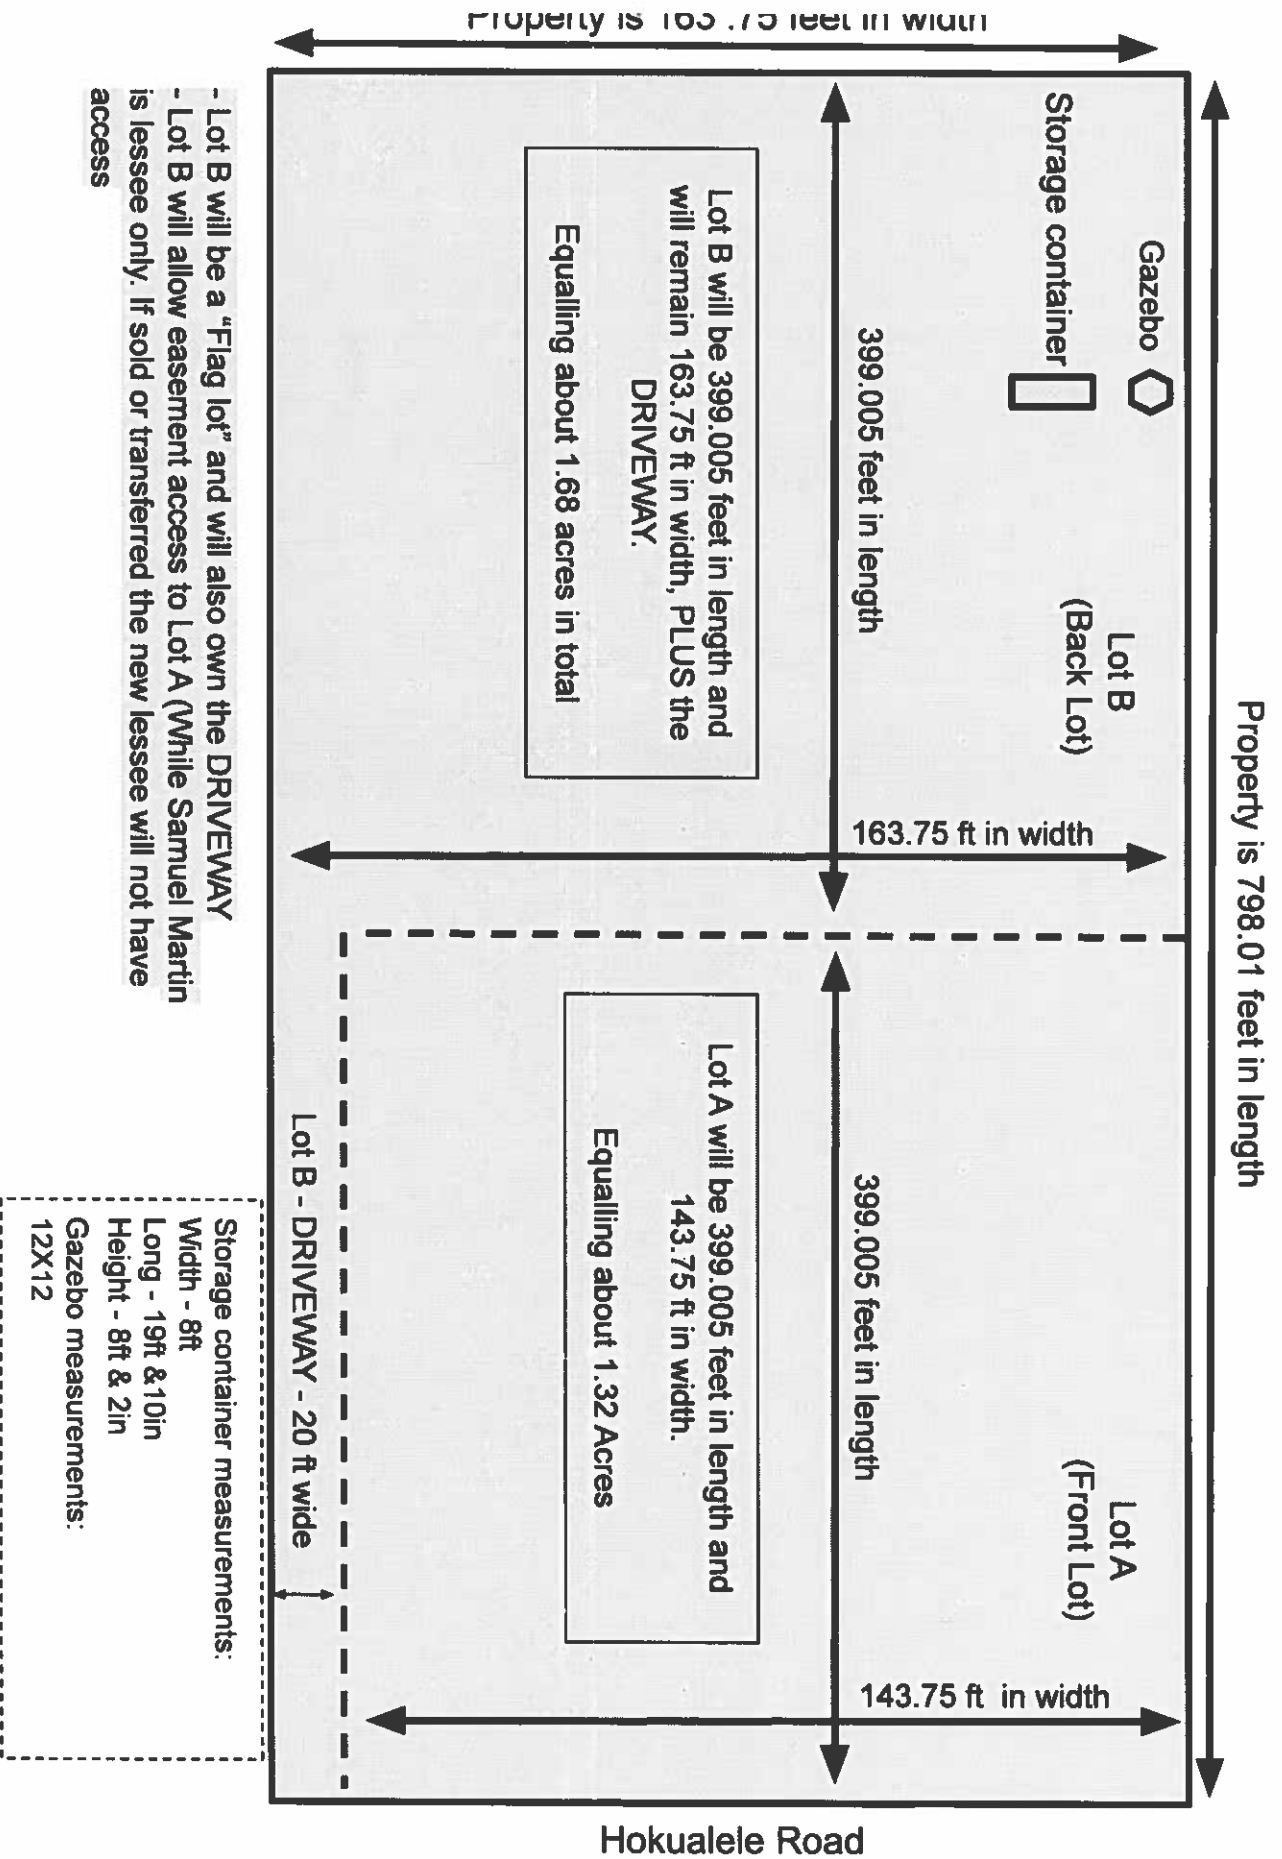 Property is 798.01 feet in length
Property is 163 .75 feet in width
Gazebo
Storage container
Lot B
(Back Lot)
399.005 feet in length
163.75 ft in width
Lot B will be 399.005 feet in length and
will remain 163.75 ft in width, PLUS the
DRIVEWAY.
Equalling about 1.68 acres in total
Lot A
(Front Lot)
399.005 feet in length
143.75 ft in width
Lot A will be 399.005 feet in length and
143.75 ft in width.
Equalling about 1.32 Acres
Lot B - DRIVEWAY - 20 ft wide
Hokualele Road
- Lot B will be a “Flag lot” and will also own the DRIVEWAY
- Lot B will allow easement access to Lot A (While Samuel Martin
is lessee only. If sold or transferred the new lessee will not have
access
Storage container measurements:
Width - 8ft
Long - 19ft &10in
Height - 8ft & 2in
Gazebo measurements:
12X12